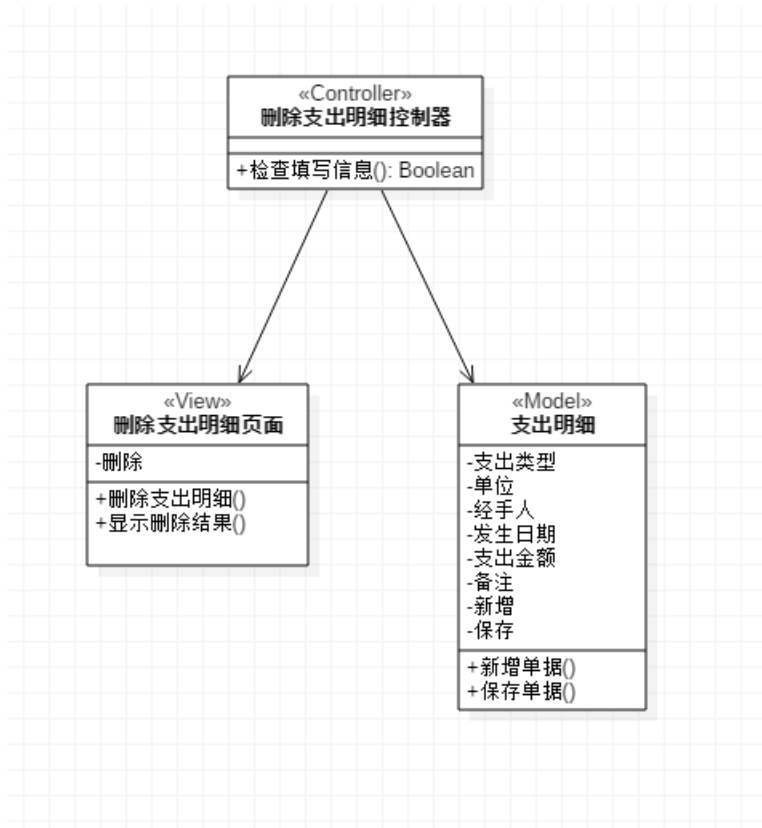 «Controller»
删除支出明细控制器
+检查填写信息(): Boolean
«View»
删除支出明细页面
-删除
+删除支出明细()
+显示删除结果()
«Model»
支出明细
-支出类型
-单位
-经手人
-发生日期
-支出金额
-备注
-新增
-保存
+新增单据()
+保存单据()